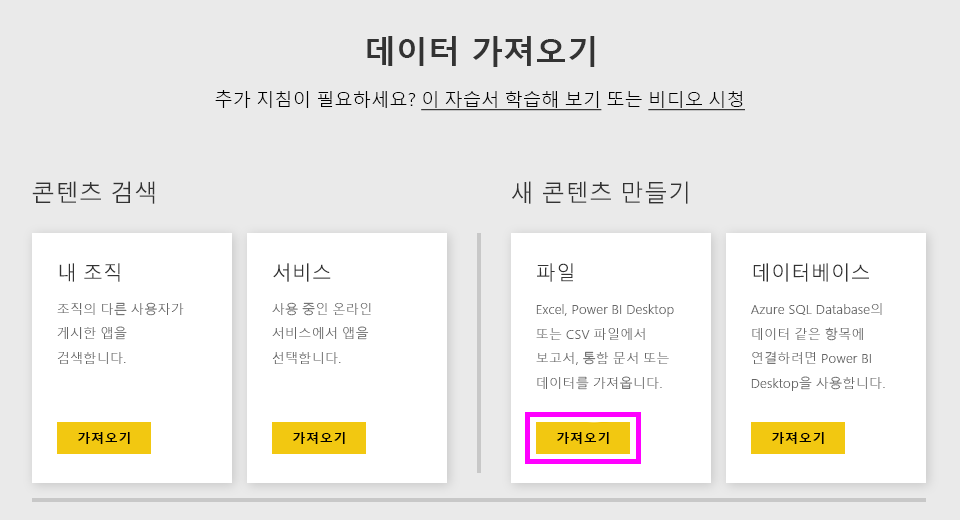 데이터 가져오기
추가 지침이 필요하세요? 이 자습서 학습해 보기 또는 비디오 시청
콘텐츠 검색
내 조직
조직의 다른 사용자가
게시한 앱을
검색합니다.
가져오기
서비스
사용 중인 온라인
서비스에서 앱을
선택합니다.
가져오기
새 콘텐츠 만들기
파일
Excel, Power BI Desktop
또는 CSV 파일에서
보고서, 통합 문서 또는
데이터를 가져옵니다.
가져오기
데이터베이스
Azure SQL Database의
데이터 같은 항목에
연결하려면 Power BI
Desktop을 사용합니다.
가져오기